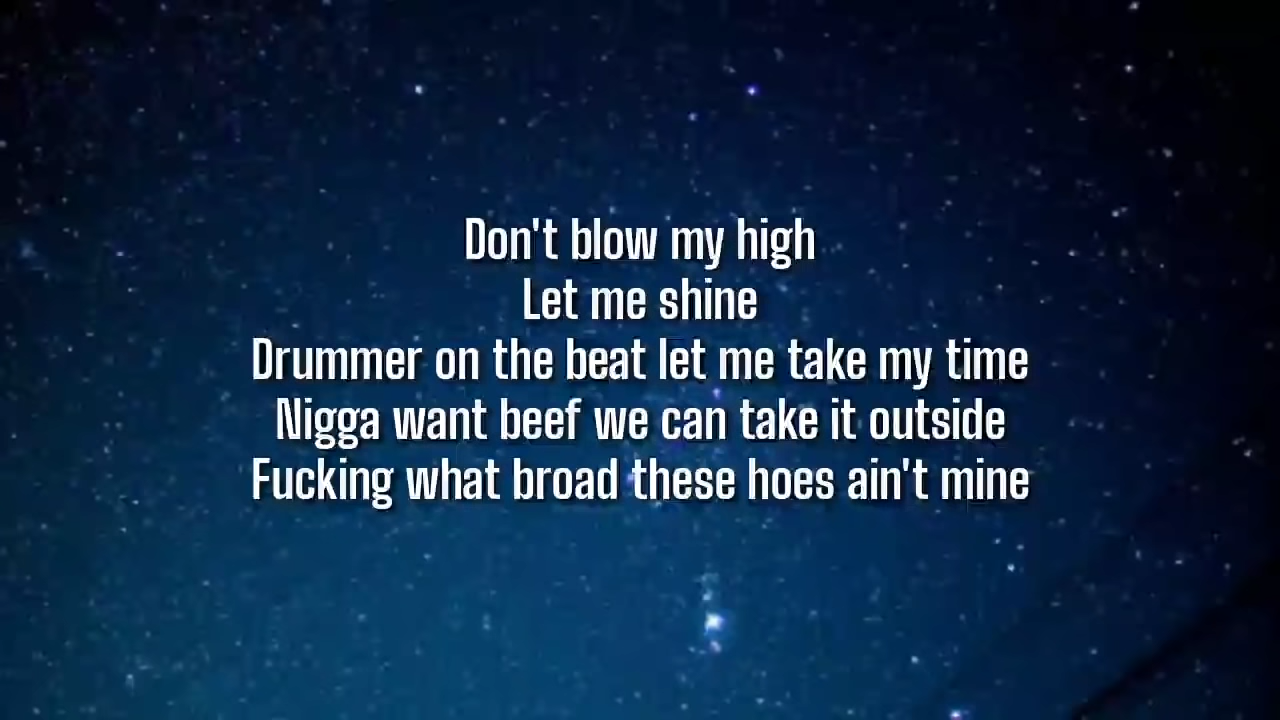 Don't blow my high
Let me shine
Drummer on the beat let me take my time
Nigga want beef we can take it outside
Fucking what broad these hoes ain't mine